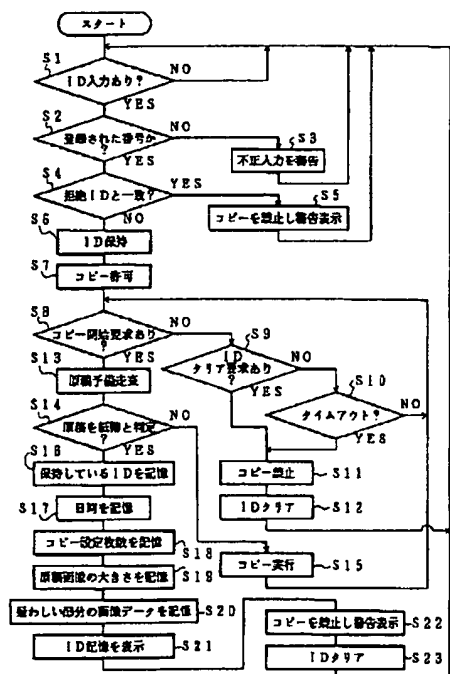 スタート
S1
ID入力あり?
NO
YES
S2
登録された番号か?
NO
YES
S3
不正入力を警告
S4
拒絶IDと一致?
YES
NO
S5
コピーを禁止し警告表示
S6
ID保持
S7
コピー許可
S8
コピー開始要求あり?
NO
YES
S9
IDクリア要求あり?
NO
YES
S10
タイムアウト?
NO
YES
S11
コピー禁止
S12
IDクリア
S13
原稿予備走査
S14
原稿を紙幣と判定?
NO
YES
S15
コピー実行
S16
保持しているIDを記憶
S17
日時を記憶
コピー設定枚数を記憶
S18
原稿画像の大きさを記憶
S19
疑わしい部分の画像データを記憶
S20
ID記憶を表示
S21
コピーを禁止し警告表示
S22
IDクリア
S23